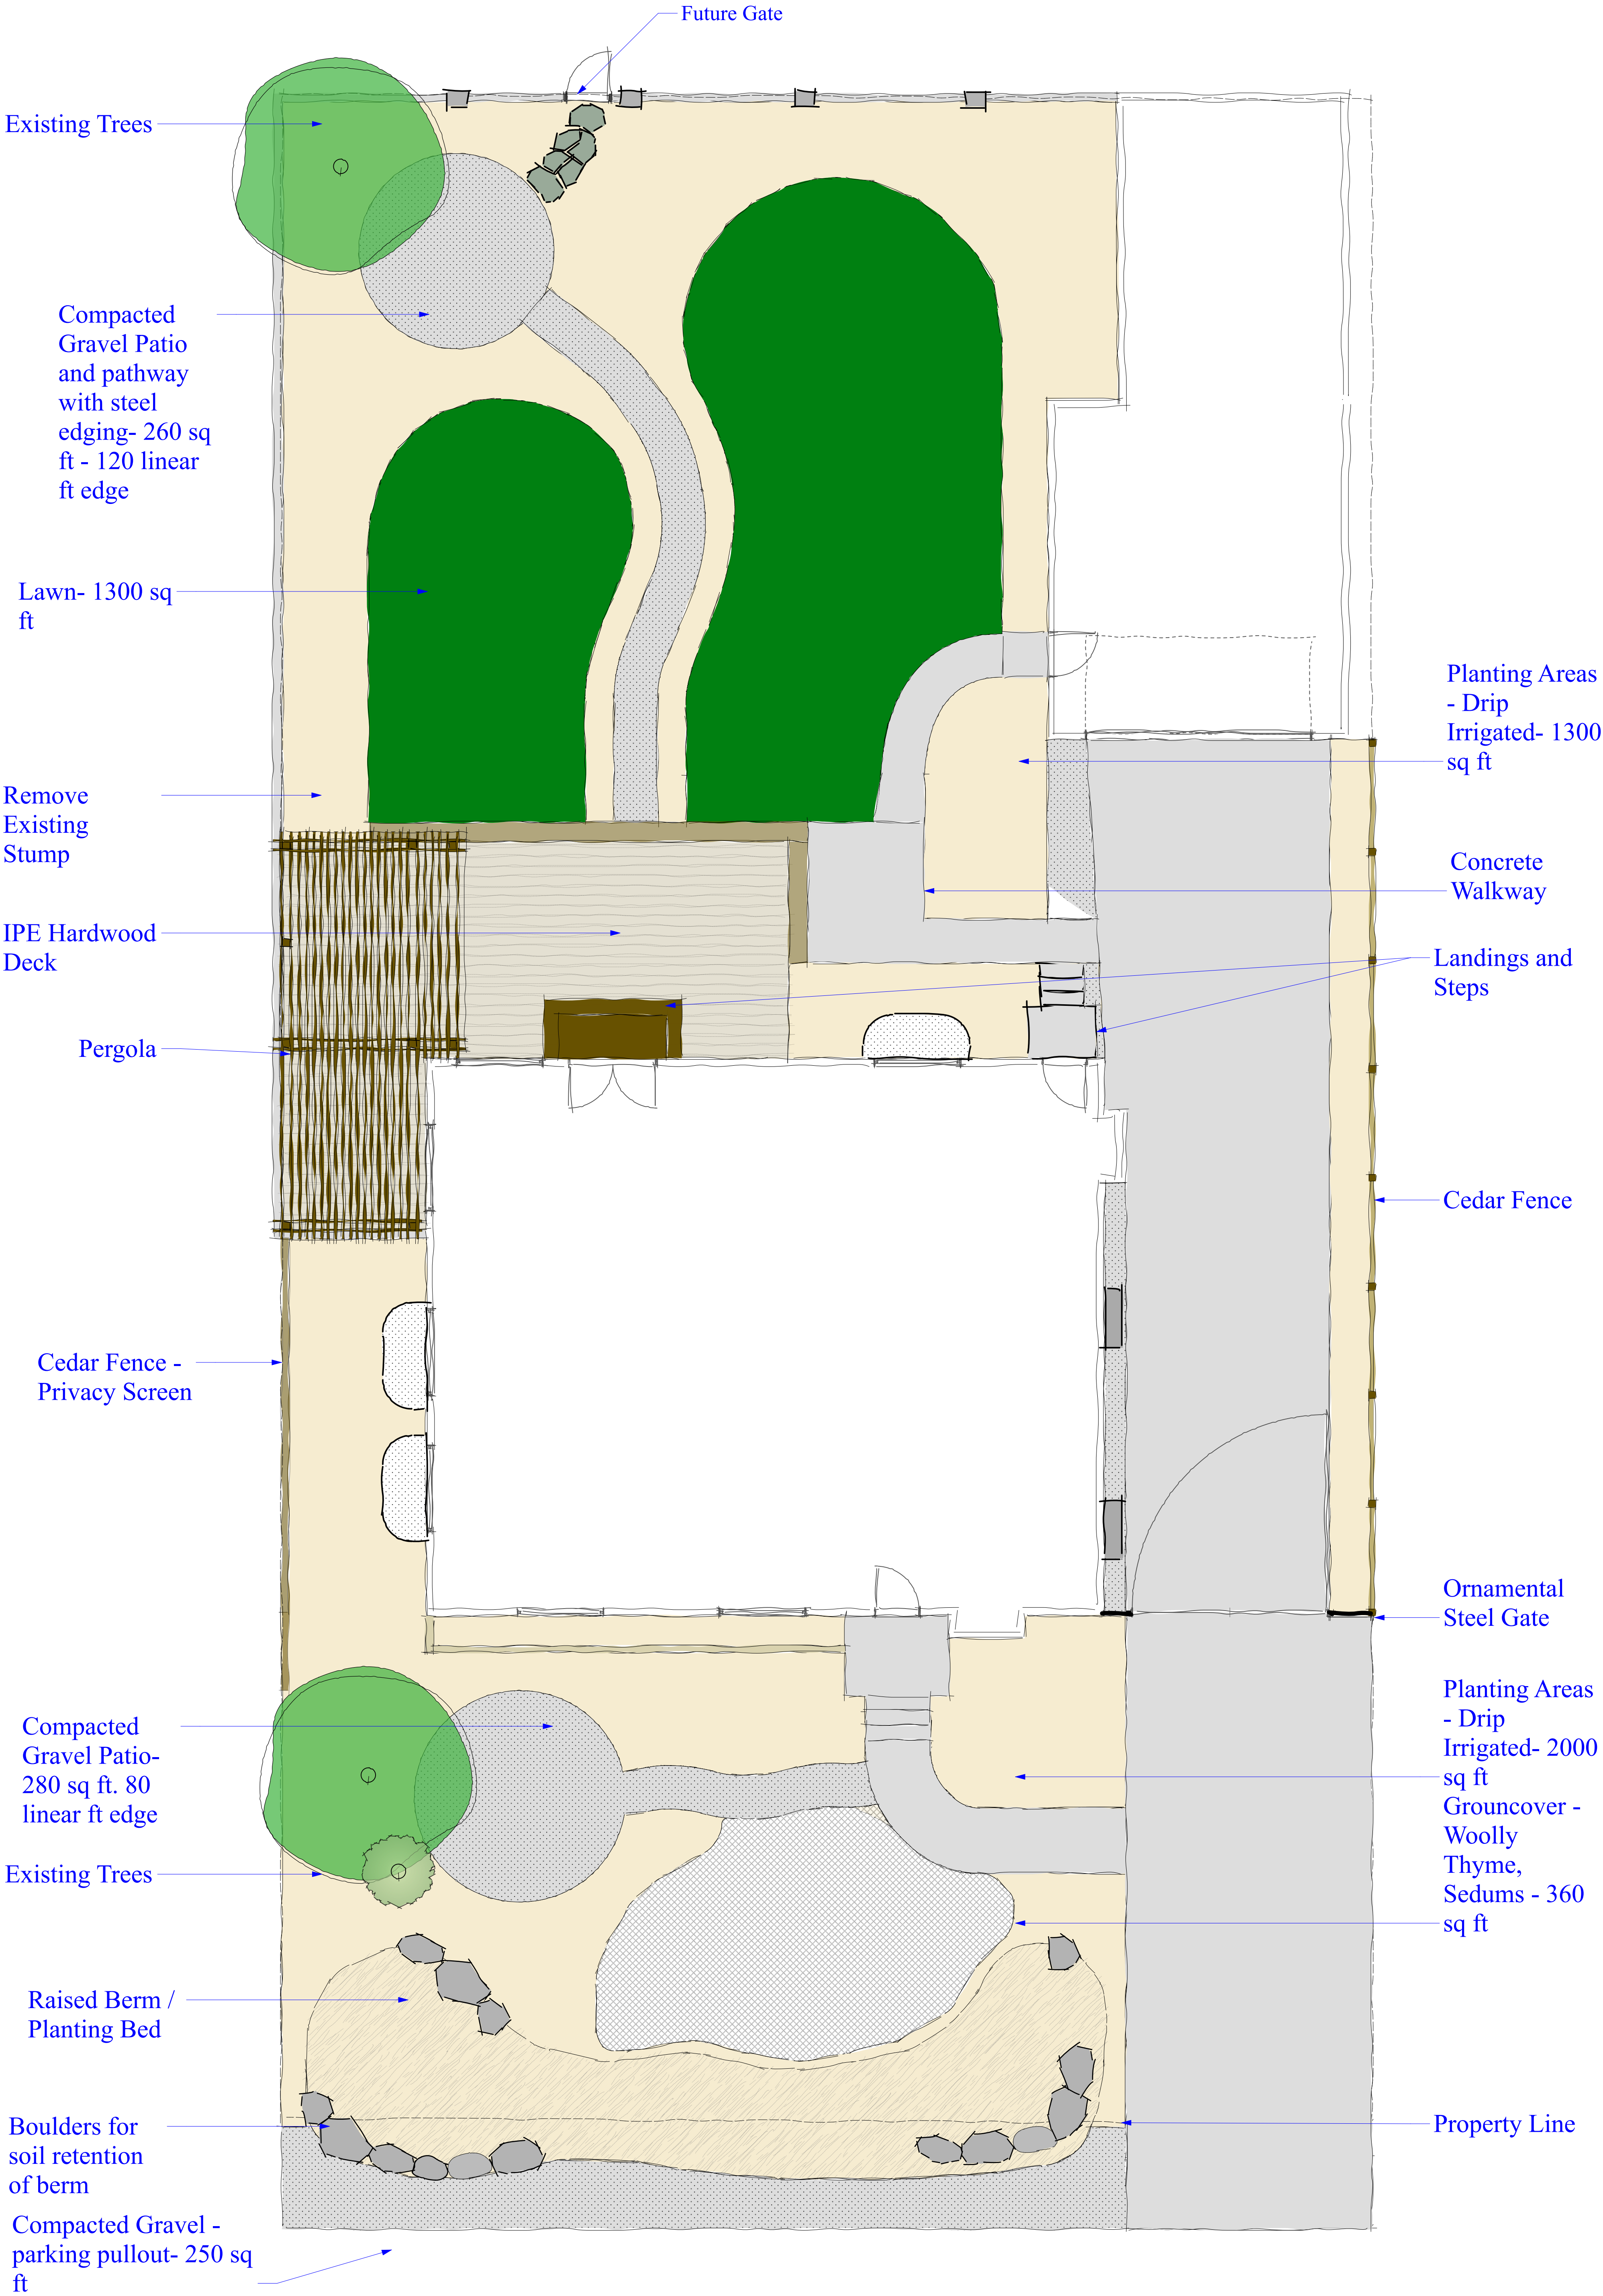 Future Gate
Existing Trees
Compacted
Gravel Patio
and pathway
with steel
edging- 260 sq
ft - 120 linear
ft edge
Lawn- 1300 sq
ft
Planting Areas
- Drip
Irrigated- 1300
sq ft
Remove
Existing
Stump
Concrete
Walkway
IPE Hardwood
Deck
Landings and
Steps
Pergola
Cedar Fence
Cedar Fence -
Privacy Screen
Ornamental
Steel Gate
Planting Areas
- Drip
Irrigated- 2000
sq ft
Grouncover -
Woolly
Thyme,
Sedums - 360
sq ft
Compacted
Gravel Patio-
280 sq ft. 80
linear ft edge
Existing Trees
Raised Berm /
Planting Bed
Boulders for
soil retention
of berm
Property Line
Compacted Gravel -
parking pullout- 250 sq
ft